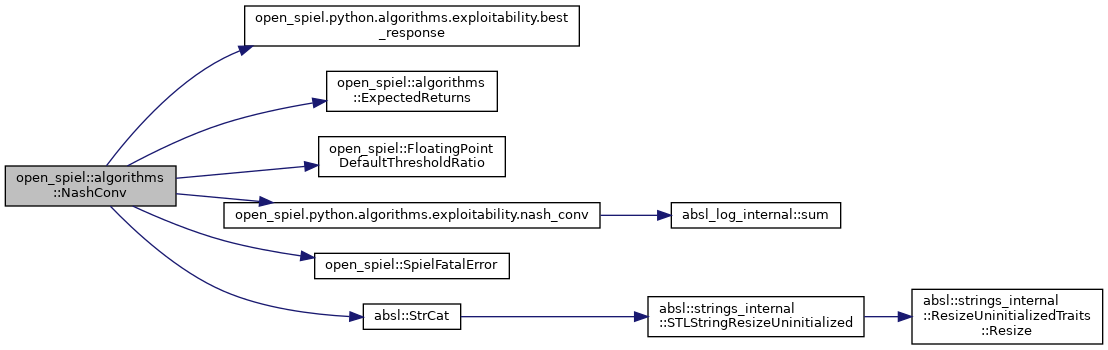 open_spiel::algorithms
::NashConv
open_spiel.python.algorithms.exploitability.best
_response
open_spiel::algorithms
::ExpectedReturns
open_spiel::FloatingPoint
DefaultThresholdRatio
open_spiel.python.algorithms.exploitability.nash_conv
absl_log_internal::sum
open_spiel::SpielFatalError
absl::StrCat
absl::strings_internal
::STLStringResizeUninitialized
absl::strings_internal
::ResizeUninitializedTraits
::Resize